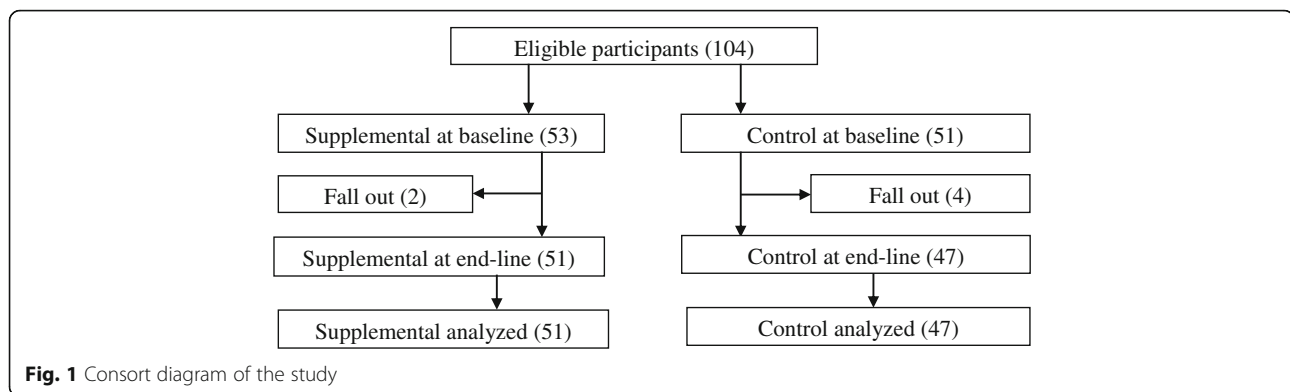 Eligible participants (104)
Supplemental at baseline (53)
Control at baseline (51)
Fall out (2)
Fall out (4)
Supplemental at end-line (51)
Control at end-line (47)
Supplemental analyzed (51)
Control analyzed (47)
Fig. 1 Consort diagram of the study